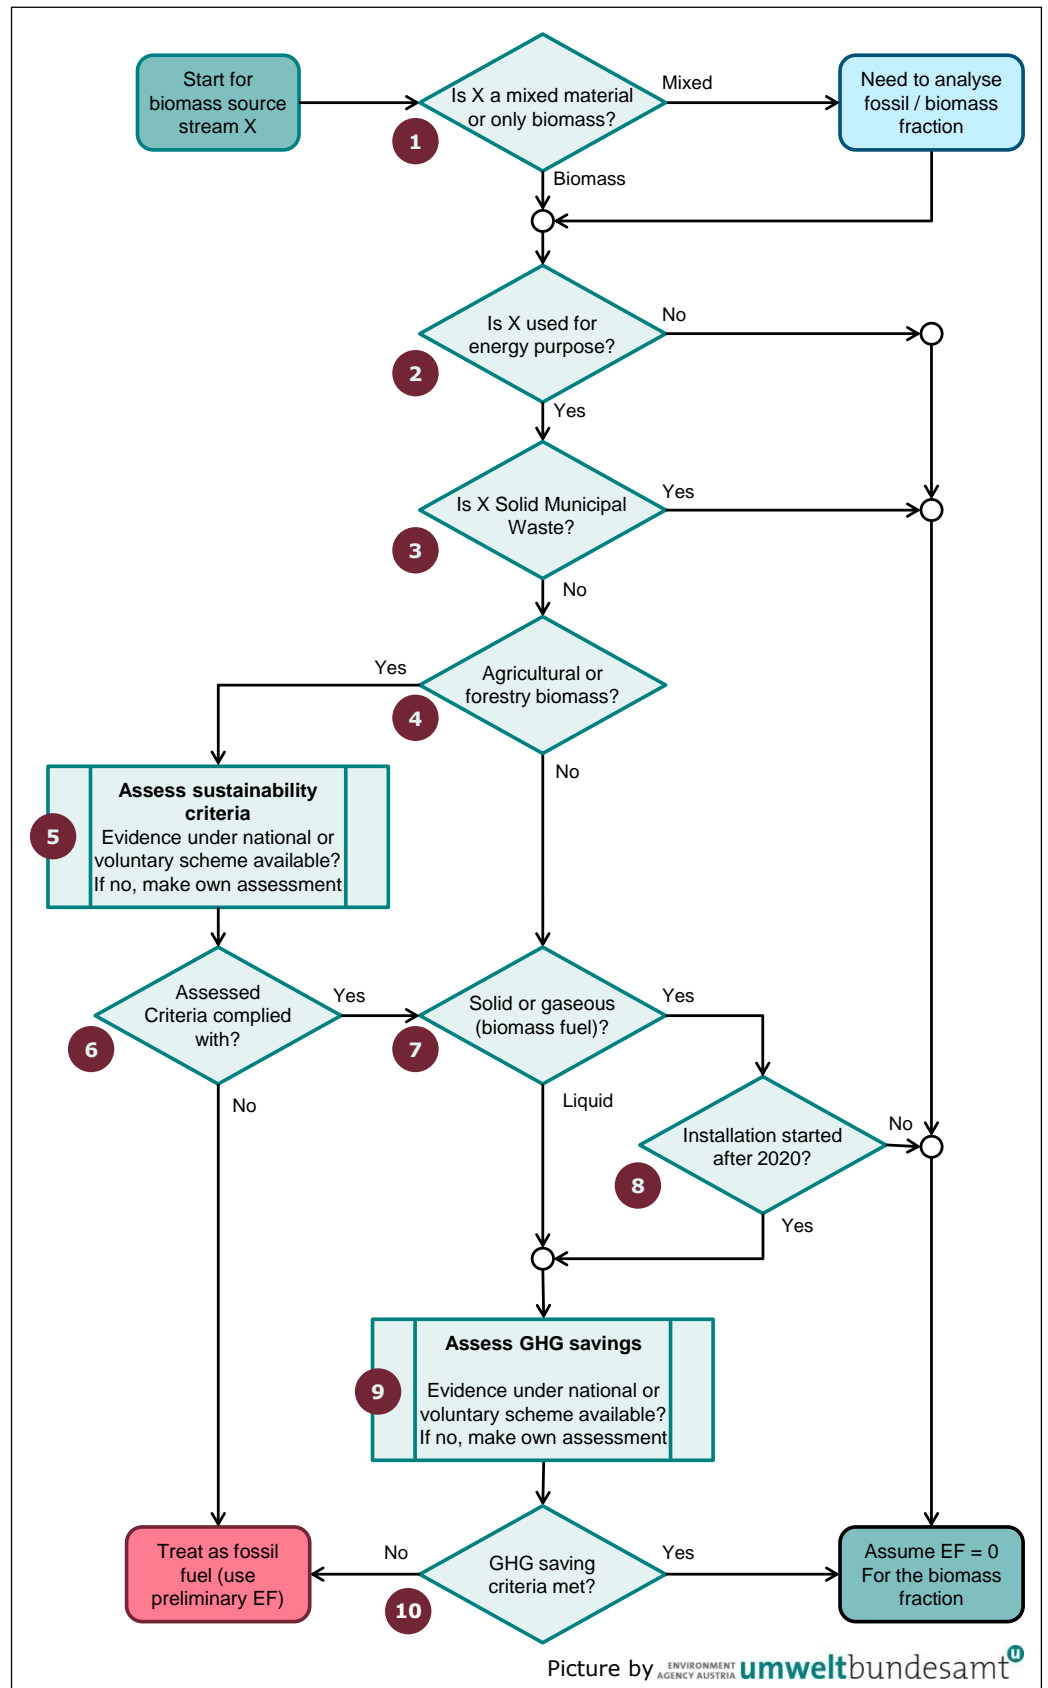 Start for
biomass source
stream X
Is X a mixed material
or only biomass?
Mixed
Need to analyse
fossil / biomass
fraction
1
Biomass
Is X used for
energy purpose?
No
2
Yes
Is X Solid Municipal
Waste?
Yes
3
No
Yes
Agricultural or
forestry biomass?
4
No
Assess sustainability
criteria
Evidence under national or
voluntary scheme available?
If no, make own assessment
5
Assessed
Criteria complied
with?
Yes
6
No
Solid or gaseous
(biomass fuel)?
Yes
7
Liquid
Installation started
after 2020?
No
8
Yes
Assess GHG savings
Evidence under national or
voluntary scheme available?
If no, make own assessment
9
Treat as fossil
fuel (use
preliminary EF)
No
GHG saving
criteria met?
Yes
10
Assume EF = 0
For the biomass
fraction
Picture by ENVIRONMENT AGENCY AUSTRIA umweltbundesamt u